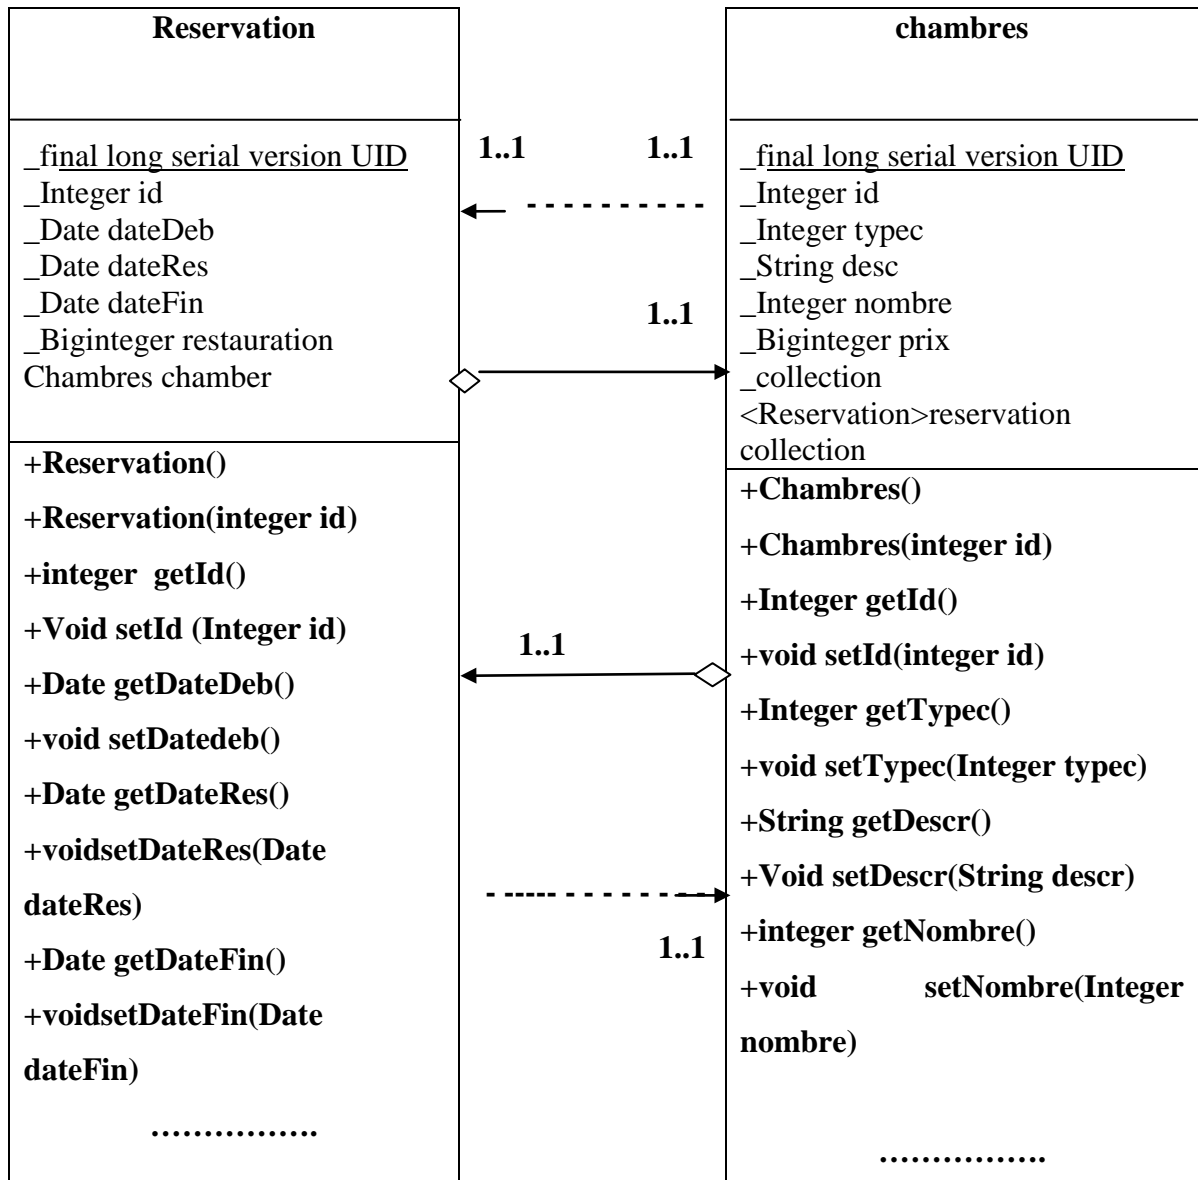 Reservation
_final long serial version UID
_Integer id
_Date dateDeb
_Date dateRes
_Date dateFin
_Biginteger restauration
Chambres chamber
+Reservation()
+Reservation(integer id)
+integer getId()
+Void setId (Integer id)
+Date getDateDeb()
+void setDatedeb()
+Date getDateRes()
+voidsetDateRes(Date
dateRes)
+Date getDateFin()
+voidsetDateFin(Date
dateFin)
................
1..1
1..1
1..1
1..1
1..1
chambres
_final long serial version UID
_Integer id
_Integer typec
_String desc
_Integer nombre
_Biginteger prix
_collection
<Reservation>reservation
collection
+Chambres()
+Chambres(integer id)
+Integer getId()
+void setId(integer id)
+Integer getTypec()
+void setTypec(Integer typec)
+String getDescr()
+Void setDescr(String descr)
+integer getNombre()
+void setNombre(Integer
nombre)
................